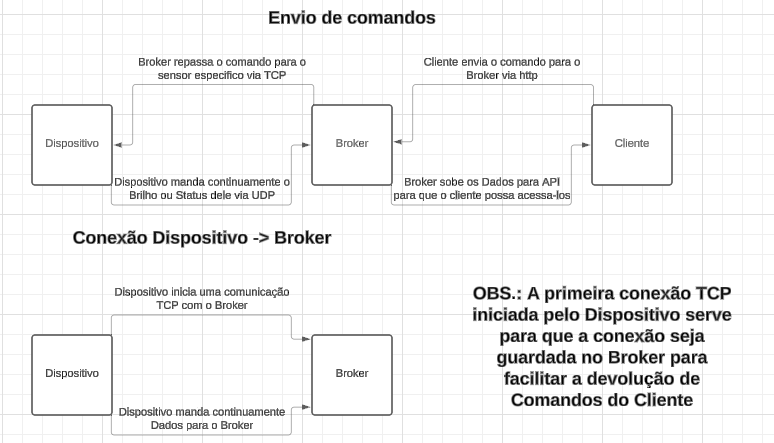 Envio de comandos
Broker repassa o comando para o
sensor especifico via TCP
Cliente envia o comando para o
Broker via http
Dispositivo
Broker
Cliente
Dispositivo manda continuamente o
Brilho ou Status dele via UDP
Broker sobe os Dados para API
para que o cliente possa acessa-los
Conexão Dispositivo -> Broker
Dispositivo inicia uma comunicação
TCP com o Broker
Dispositivo
Broker
Dispositivo manda continuamente
Dados para o Broker
OBS.: A primeira conexão TCP
iniciada pelo Dispositivo serve
para que a conexão seja
guardada no Broker para
facilitar a devolução de
Comandos do Cliente